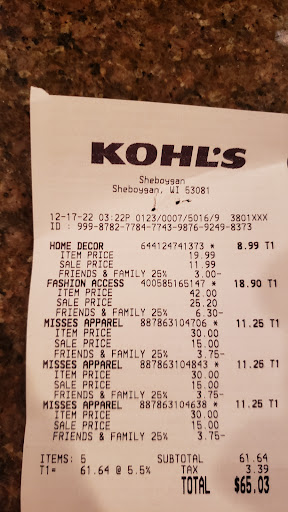 KOHL'S
Sheboygan
Sheboygan, WI 53081
12-17-22 03:22P 0123/0007/5016/9 3801XXX
ID : 999-8782-7784-7743-9876-9249-8373
HOME DECOR 644124741373 * 8.99 T1
ITEM PRICE 19.99
SALE PRICE 11.99
FRIENDS & FAMILY 25% 3.00-
FASHION ACCESS 400585165147 * 18.90 T1
ITEM PRICE 42.00
SALE PRICE 25.20
FRIENDS & FAMILY 25% 6.30-
MISSES APPAREL 887863104706 * 11.25 T1
ITEM PRICE 30.00
SALE PRICE 15.00
FRIENDS & FAMILY 25% 3.75-
MISSES APPAREL 887863104843 * 11.25 T1
ITEM PRICE 30.00
SALE PRICE 15.00
FRIENDS & FAMILY 25% 3.75-
MISSES APPAREL 887863104638 * 11.25 T1
ITEM PRICE 30.00
SALE PRICE 15.00
FRIENDS & FAMILY 25% 3.75-
ITEMS: 5 SUBTOTAL 61.64
T1= 61.64 @ 5.5% TAX 3.39
TOTAL $65.03